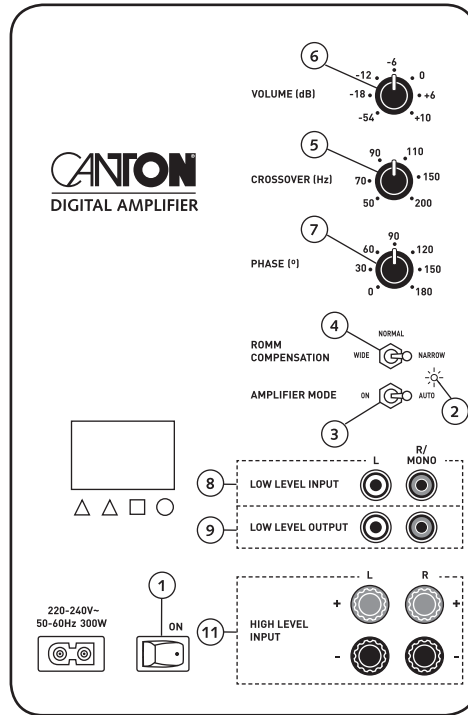 6
-6
-12
0
VOLUME (dB)
-18
+6
-54
+10
5
90
110
CANTON
DIGITAL AMPLIFIER
CROSSOVER (Hz)
70
150
50
200
7
90
60
120
PHASE (°)
30
150
0
180
4
NORMAL
ROMM
COMPENSATION
WIDE
NARROW
AMPLIFIER MODE
ON
AUTO
2
3
L
R/
MONO
8
LOW LEVEL INPUT
9
LOW LEVEL OUTPUT
1
220-240V~
50-60Hz 300W
ON
11
HIGH LEVEL
INPUT
L
R
+
+
-
-